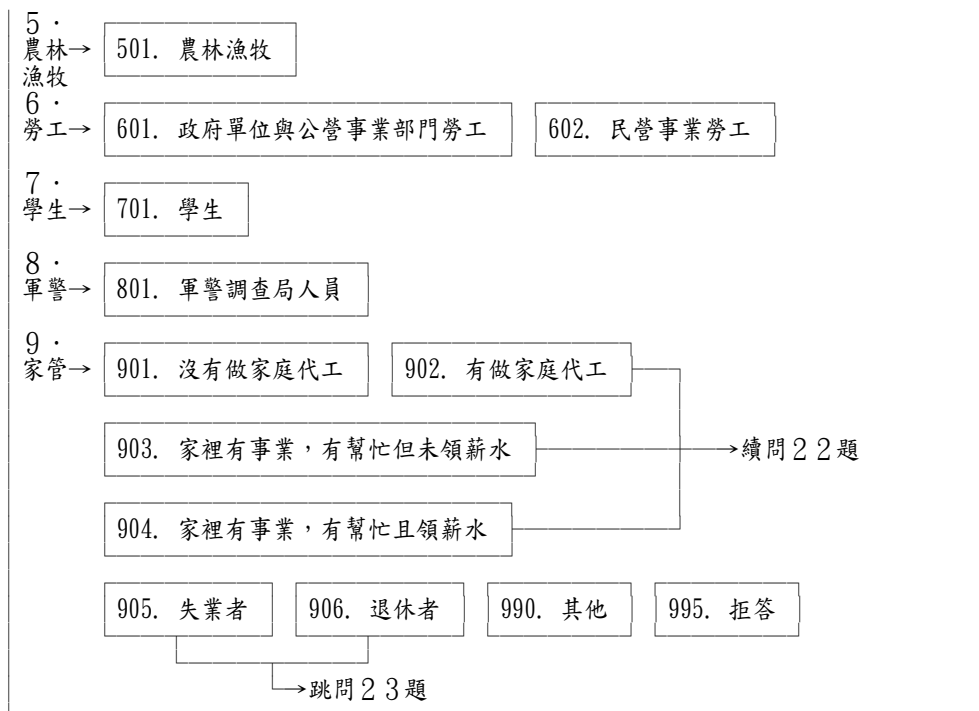 5.
農林→ 501. 農林漁牧
漁牧
6.
勞工→ 601. 政府單位與公營事業部門勞工 602. 民營事業勞工
7.
學生→ 701. 學生
8.
軍警→ 801. 軍警調查局人員
9.
家管→ 901. 沒有做家庭代工 902. 有做家庭代工
903. 家裡有事業，有幫忙但未領薪水 →續問22題
904. 家裡有事業，有幫忙且領薪水
905. 失業者 906. 退休者 990. 其他 995. 拒答
→跳問23題